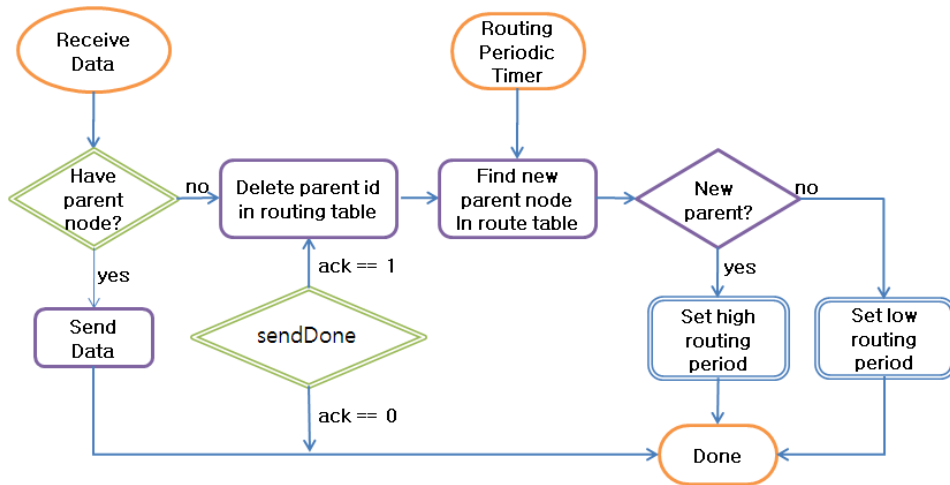 Receive
Data
Routing
Periodic
Timer
Have
parent
node?
no
Delete parent id
in routing table
Find new
parent node
In route table
New
parent?
no
yes
ack == 1
yes
Send
Data
sendDone
Set high
routing
period
Set low
routing
period
ack == 0
Done